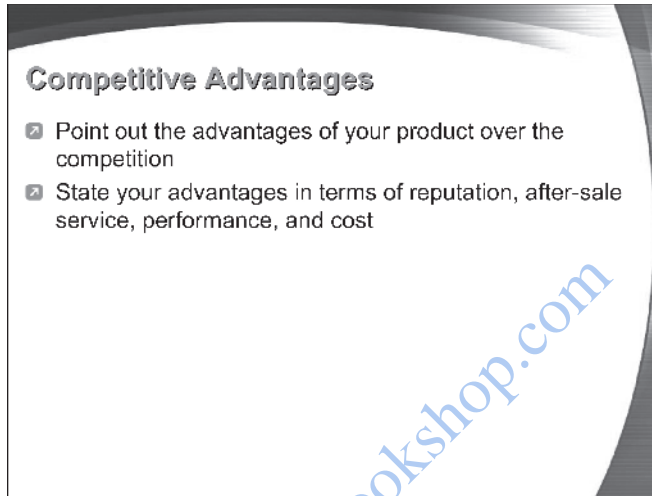 Competitive Advantages
Point out the advantages of your product over the
competition
State your advantages in terms of reputation, after-sale
service, performance, and cost
ookshop.com